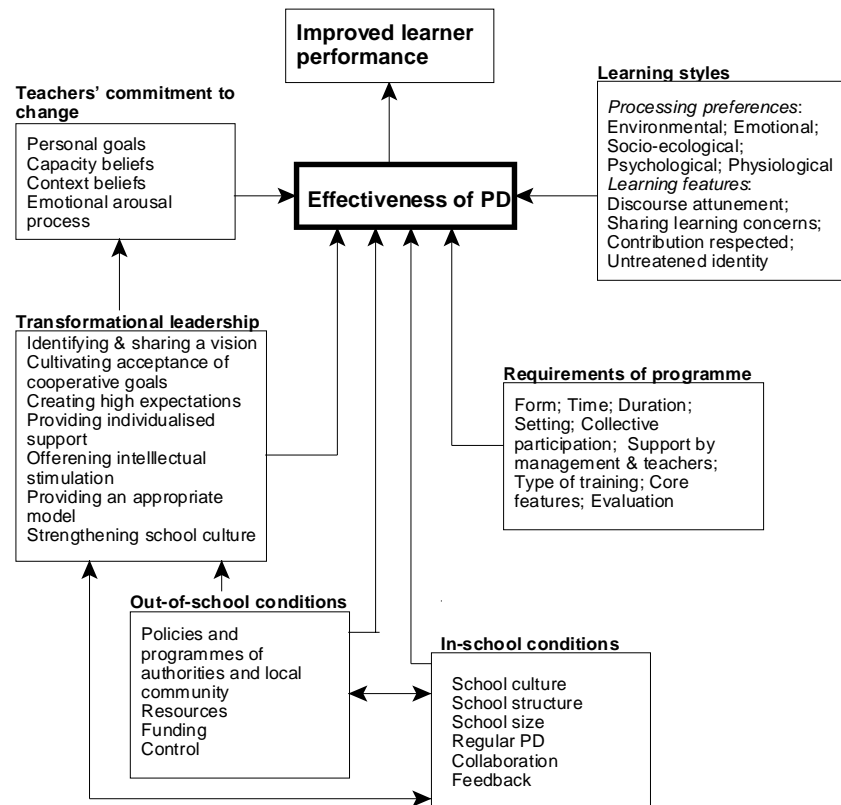 Improved learner
performance
Teachers' commitment to
change
Personal goals
Capacity beliefs
Context beliefs
Emotional arousal
process
Effectiveness of PD
Learning styles
Processing preferences:
Environmental; Emotional;
Socio-ecological;
Psychological; Physiological
Learning features:
Discourse attunement;
Sharing learning concerns;
Contribution respected;
Untreatened identity
Transformational leadership
Identifying & sharing a vision
Cultivating acceptance of
cooperative goals
Creating high expectations
Providing individualised
support
Offerening intelllectual
stimulation
Providing an appropriate
model
Strengthening school culture
Requirements of programme
Form; Time; Duration;
Setting; Collective
participation; Support by
management & teachers;
Type of training; Core
features; Evaluation
Out-of-school conditions
Policies and
programmes of
authorities and local
community
Resources
Funding
Control
In-school conditions
School culture
School structure
School size
Regular PD
Collaboration
Feedback